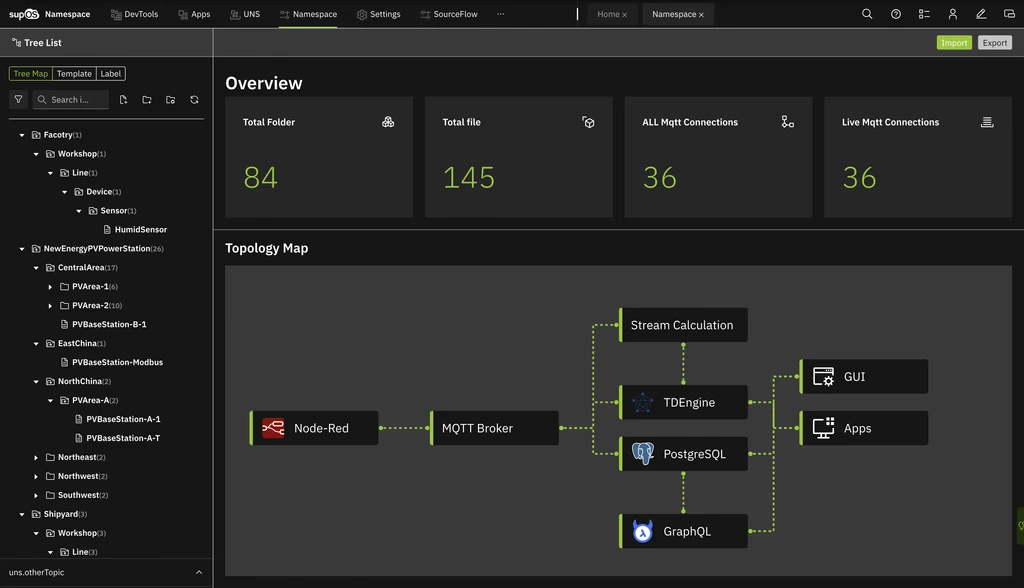 supOS Namespace DevTools Apps UNS Namespace Settings SourceFlow ··· Home × Namespace ×
Tree List
Import Export
Tree Map Template Label
Search i...
Facotry(1)
Workshop(1)
Line(1)
Device(1)
Sensor(1)
HumidSensor
NewEnergyPVPowerStation(26)
CentralArea(17)
PVArea-1(6)
PVArea-2(10)
PVBaseStation-B-1
EastChina(1)
PVBaseStation-Modbus
NorthChina(2)
PVArea-A(2)
PVBaseStation-A-1
PVBaseStation-A-T
Northeast(2)
Northwest(2)
Southwest(2)
Shipyard(3)
Workshop(3)
Line(3)
uns.otherTopic
Overview
Total Folder
84
Total file
145
ALL Mqtt Connections
36
Live Mqtt Connections
36
Topology Map
Node-Red
MQTT Broker
Stream Calculation
TDEngine
PostgreSQL
GraphQL
GUI
Apps